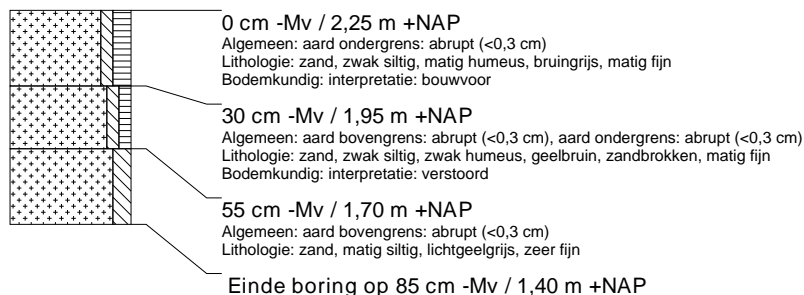 0 cm -Mv / 2,25 m +NAP
Algemeen: aard ondergrens: abrupt (<0,3 cm)
Lithologie: zand, zwak siltig, matig humeus, bruingrijs, matig fijn
Bodemkundig: interpretatie: bouwvoor
30 cm -Mv / 1,95 m +NAP
Algemeen: aard bovengrens: abrupt (<0,3 cm), aard ondergrens: abrupt (<0,3 cm)
Lithologie: zand, zwak siltig, zwak humeus, geelbruin, zandbrokken, matig fijn
Bodemkundig: interpretatie: verstoord
55 cm -Mv / 1,70 m +NAP
Algemeen: aard bovengrens: abrupt (<0,3 cm)
Lithologie: zand, matig siltig, lichtgeelgrijs, zeer fijn
Einde boring op 85 cm -Mv / 1,40 m +NAP